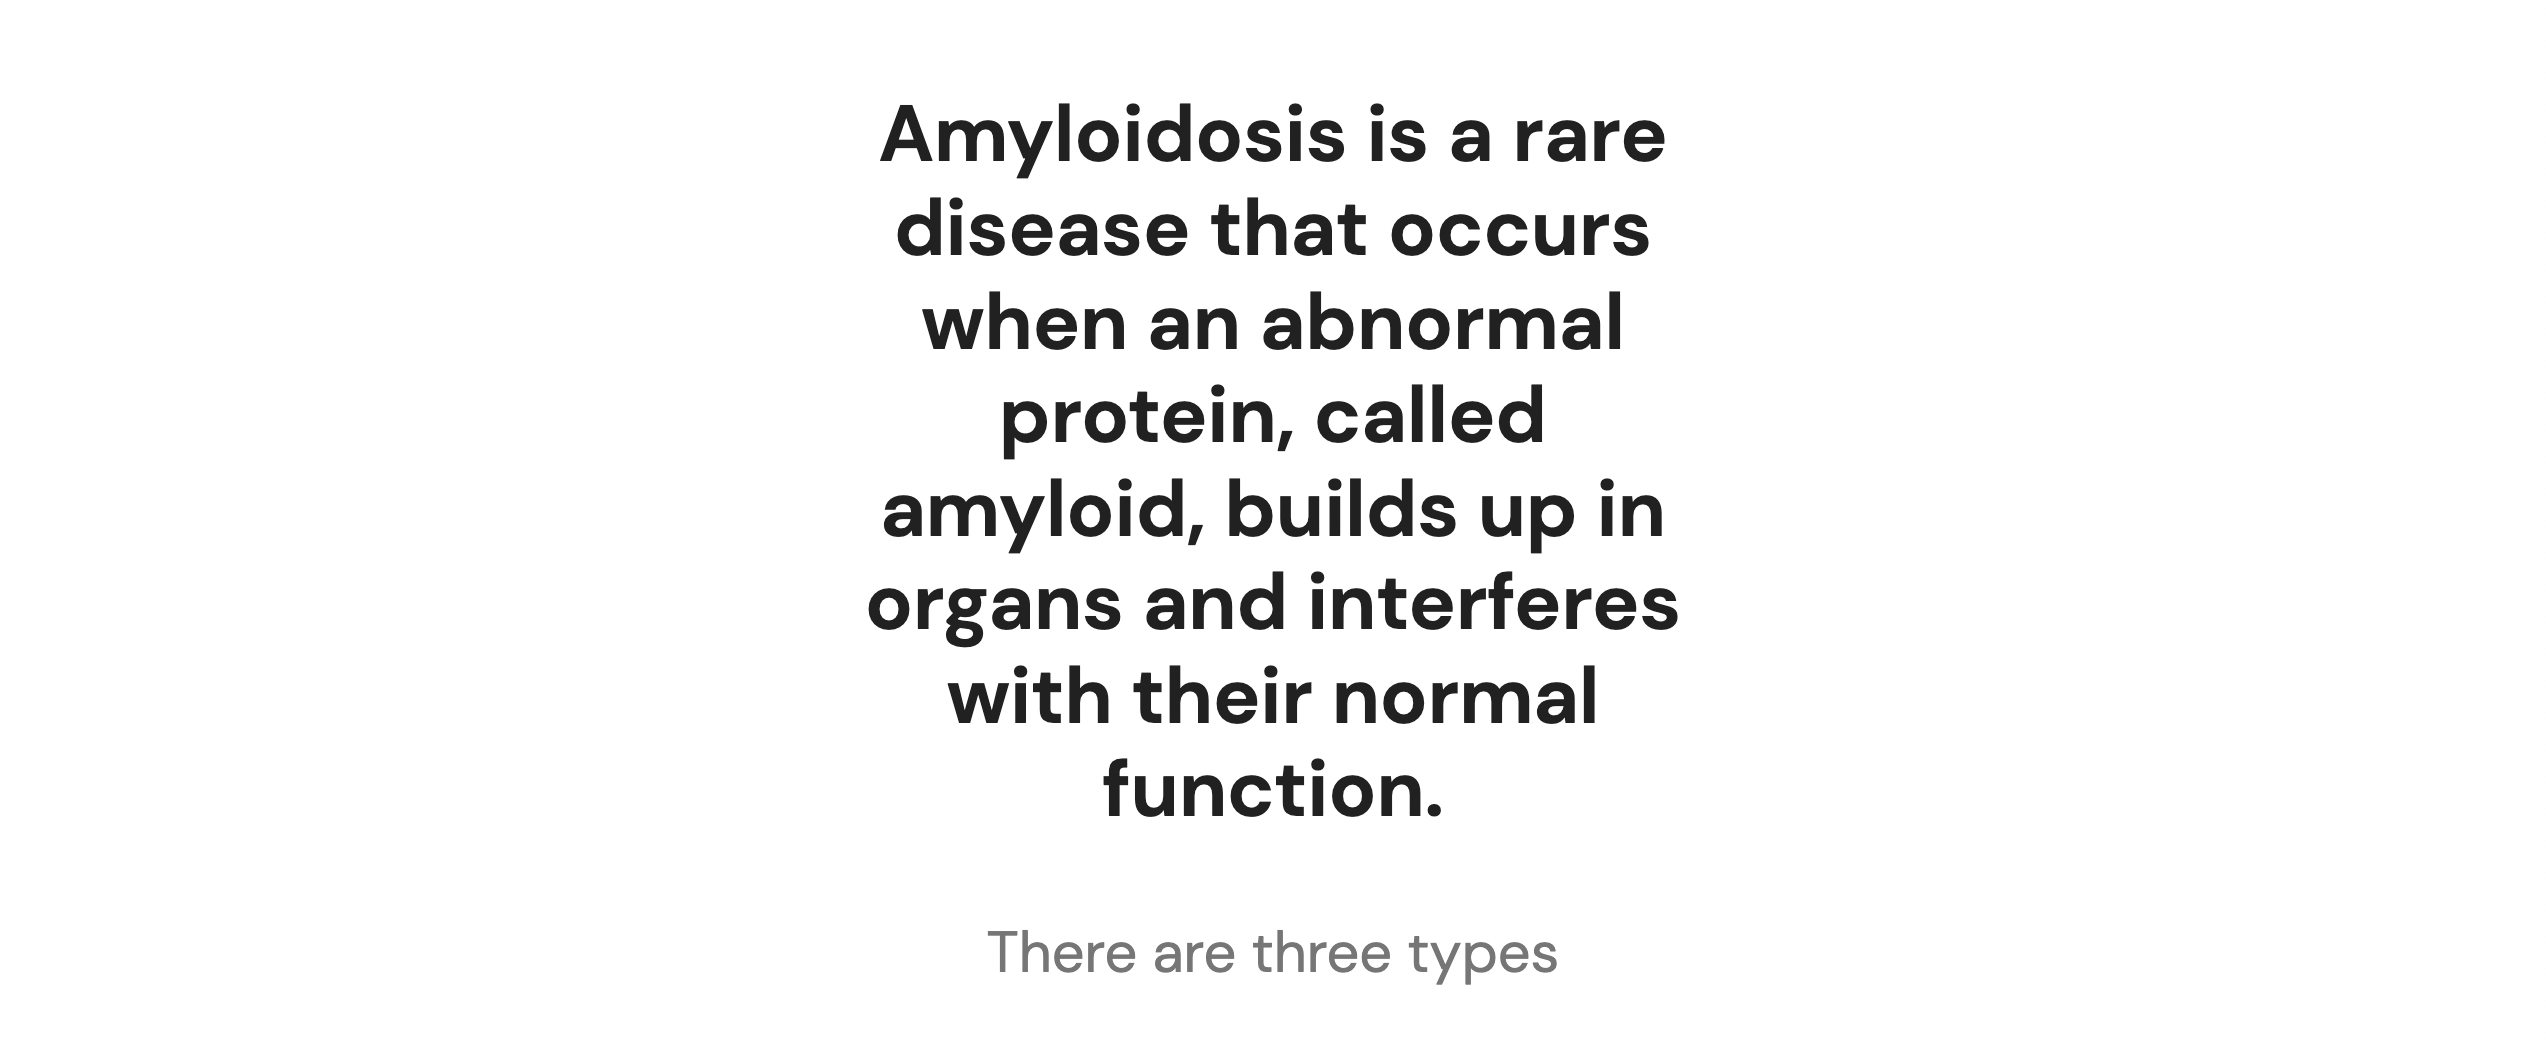 Amyloidosis is a rare
disease that occurs
when an abnormal
protein, called
amyloid, builds up in
organs and interferes
with their normal
function.
There are three types